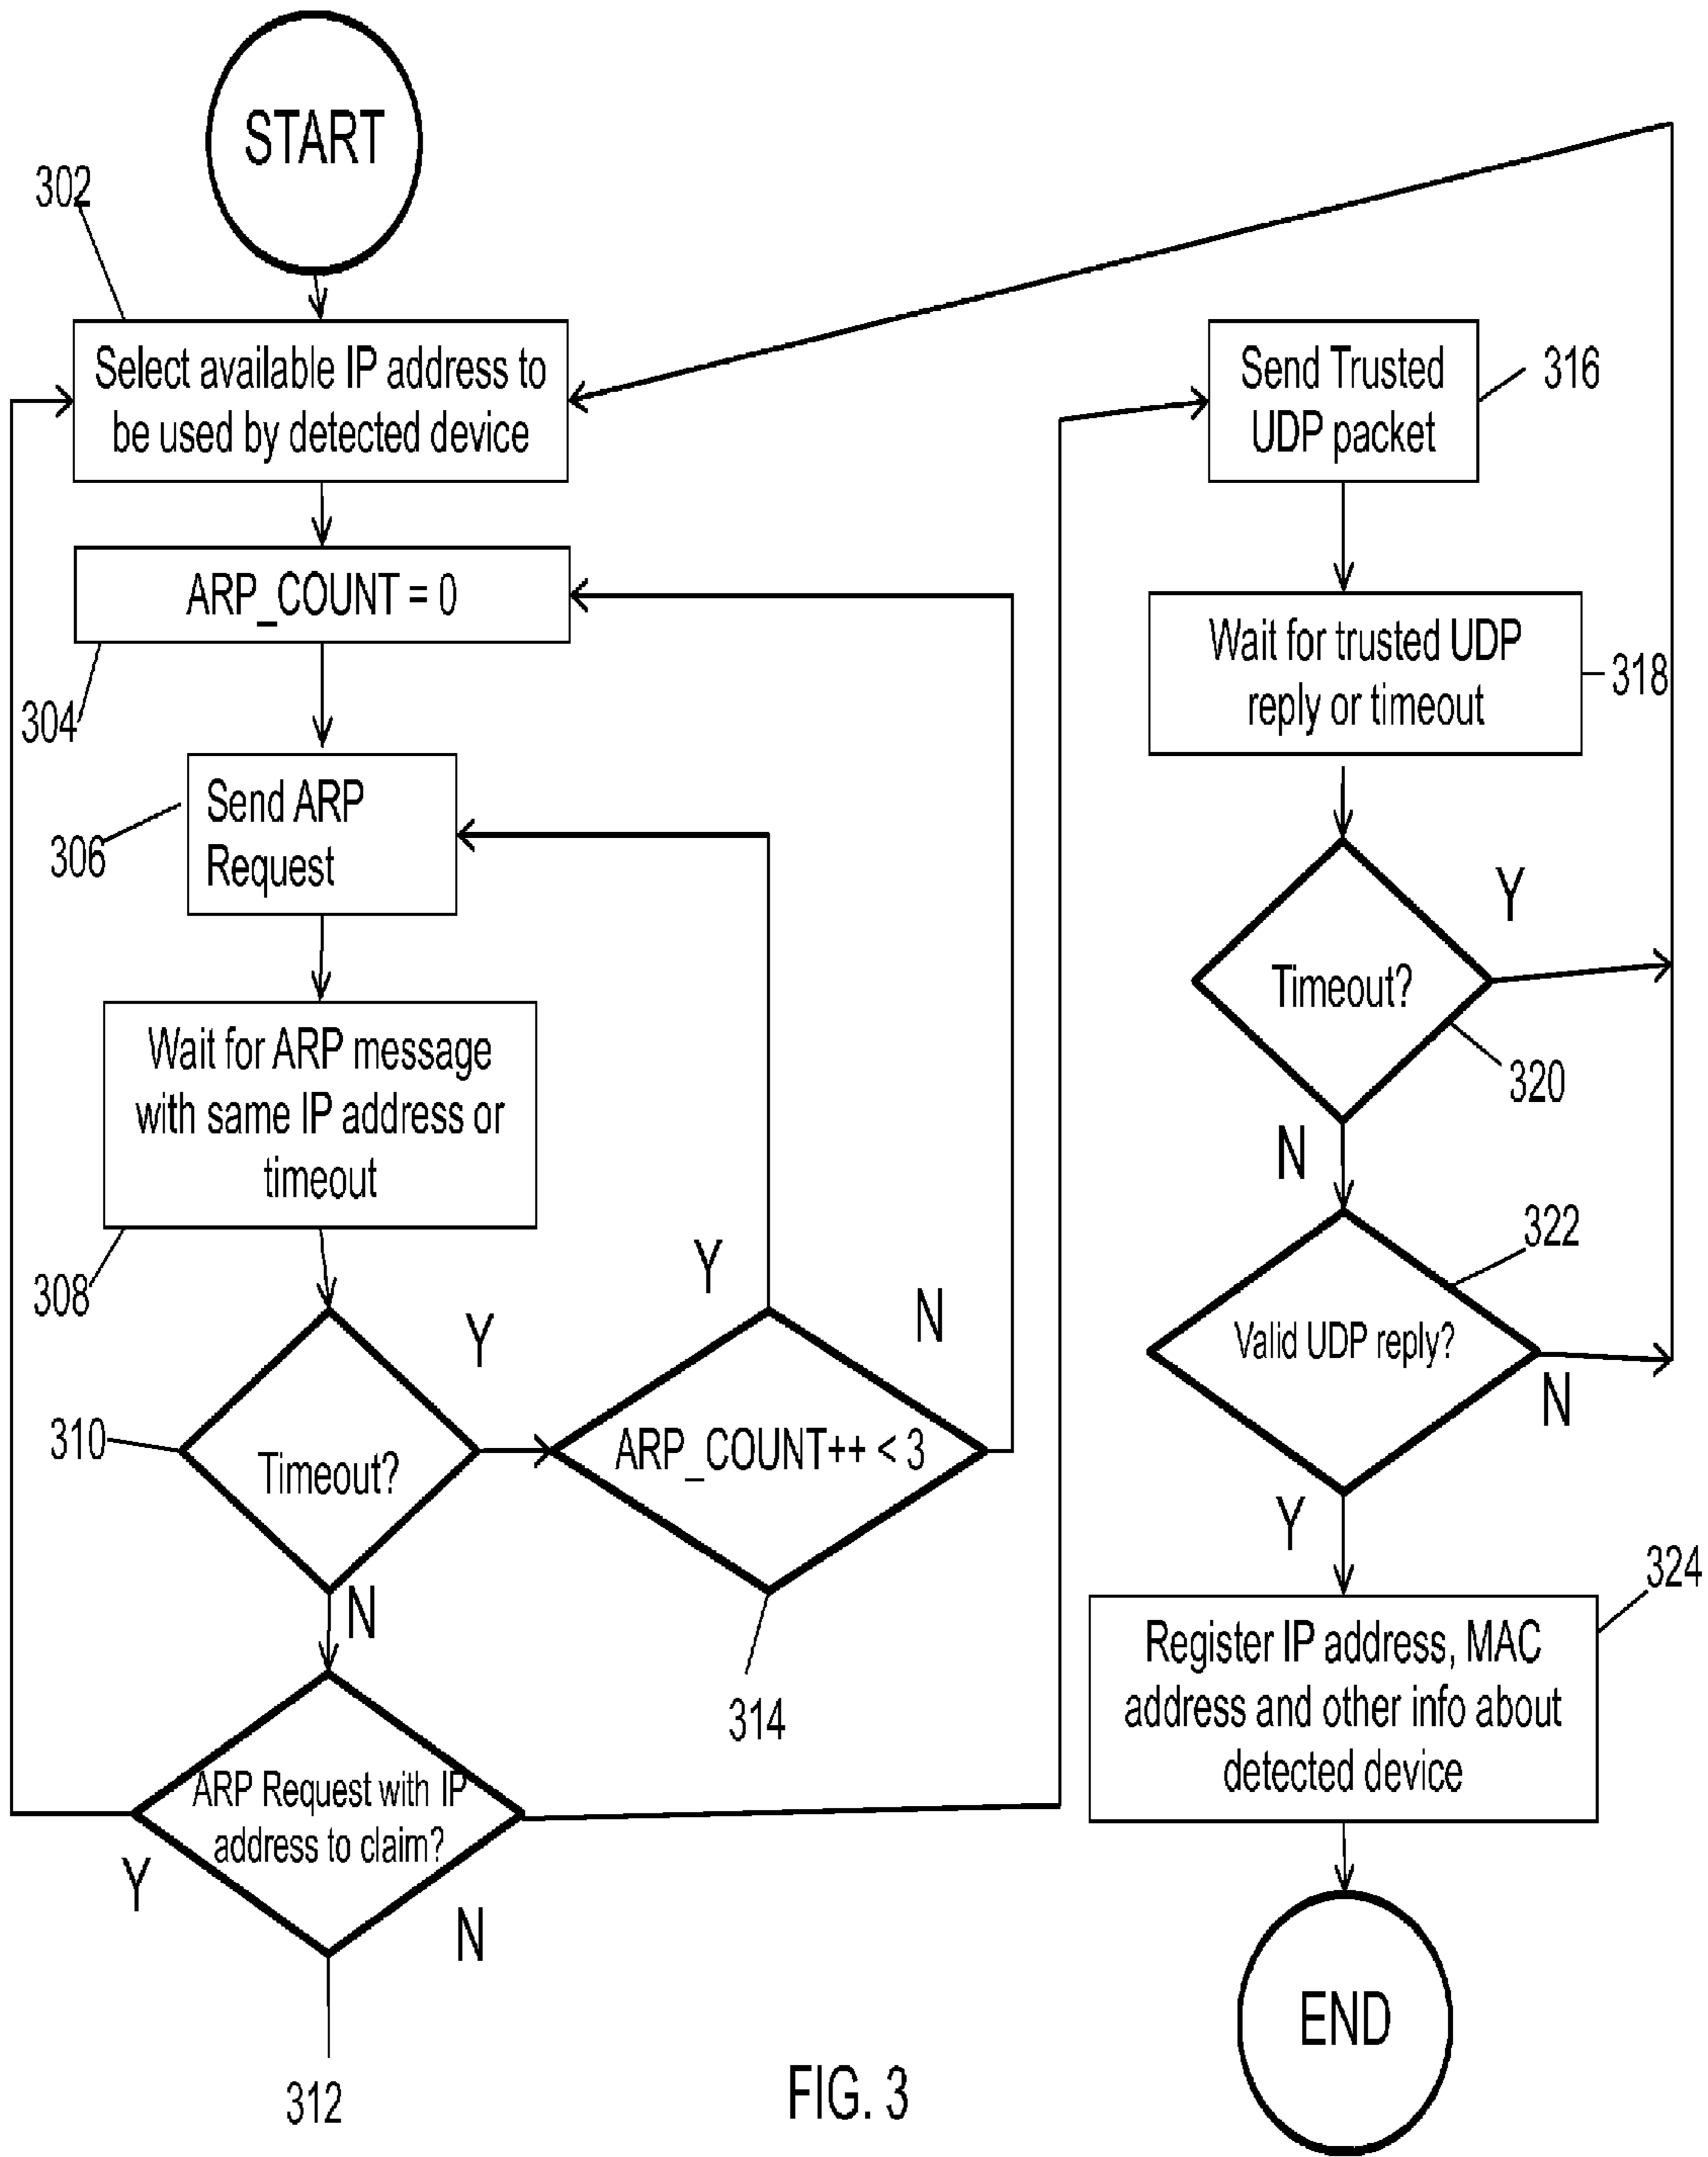 START
302
Select available IP address to
be used by detected device
ARP_COUNT = 0
304
Send ARP
Request
306
Wait for ARP message
with same IP address or
timeout
308
Timeout?
310
Y
N
ARP_COUNT++ < 3
Y
N
314
ARP Request with IP
address to claim?
Y
N
312
Send Trusted
UDP packet
316
Wait for trusted UDP
reply or timeout
318
Timeout?
Y
320
N
Valid UDP reply?
322
N
Y
324
Register IP address, MAC
address and other info about
detected device
END
FIG. 3